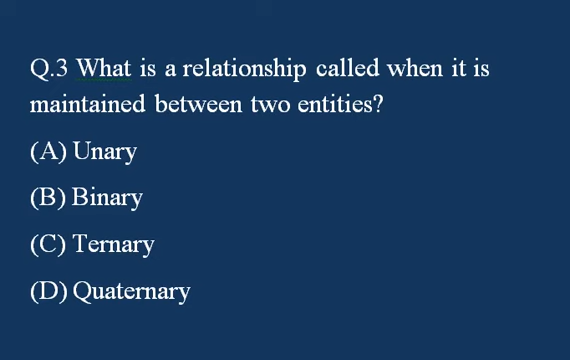 Q.3 What is a relationship called when it is
maintained between two entities?
(A) Unary
(B) Binary
(C) Ternary
(D) Quaternary